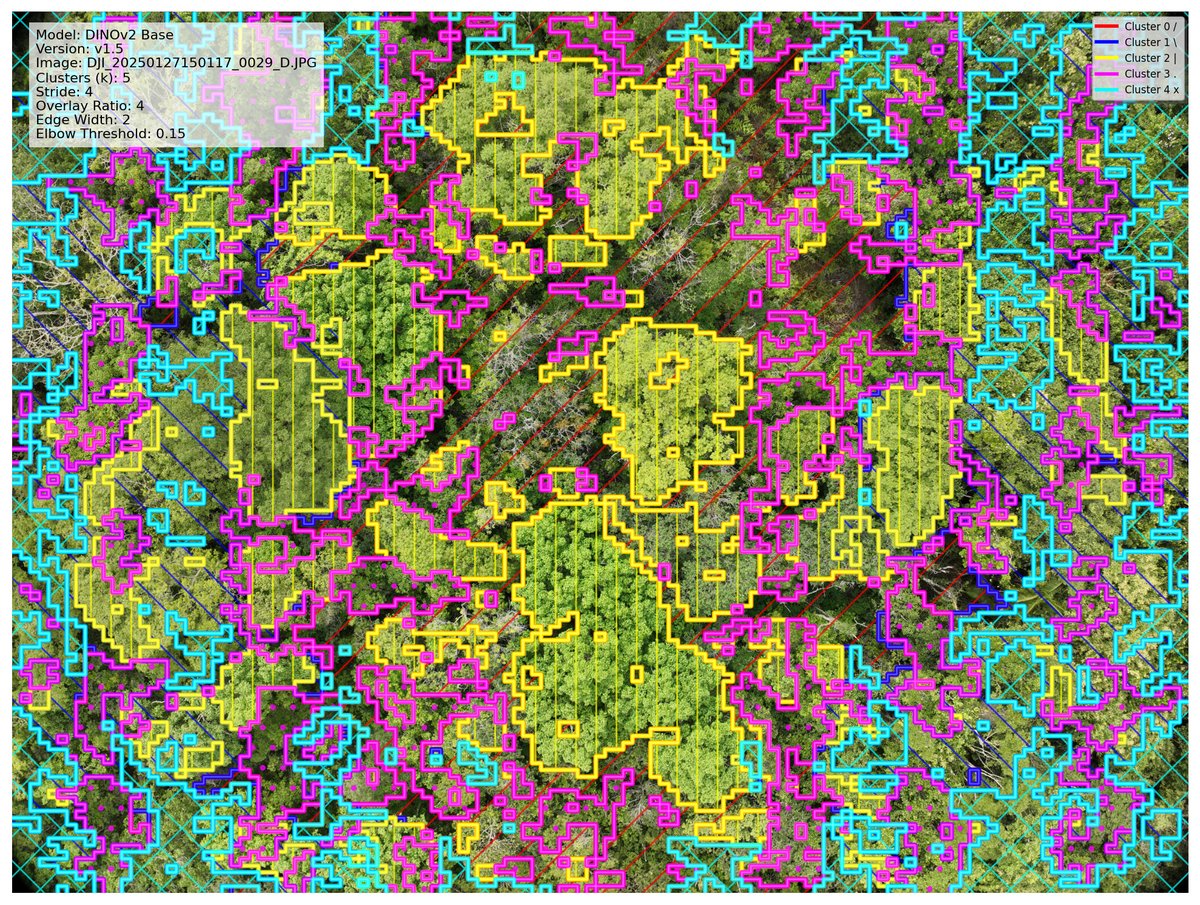 Model: DINOv2 Base
Version: v1.5
Image: DJI_20250127150117_0029_D.JPG
Clusters (k): 5
Stride: 4
Overlay Ratio: 4
Edge Width: 2
Elbow Threshold: 0.15
Cluster 0 /
Cluster 1 \
Cluster 2 |
Cluster 3 .
Cluster 4 x